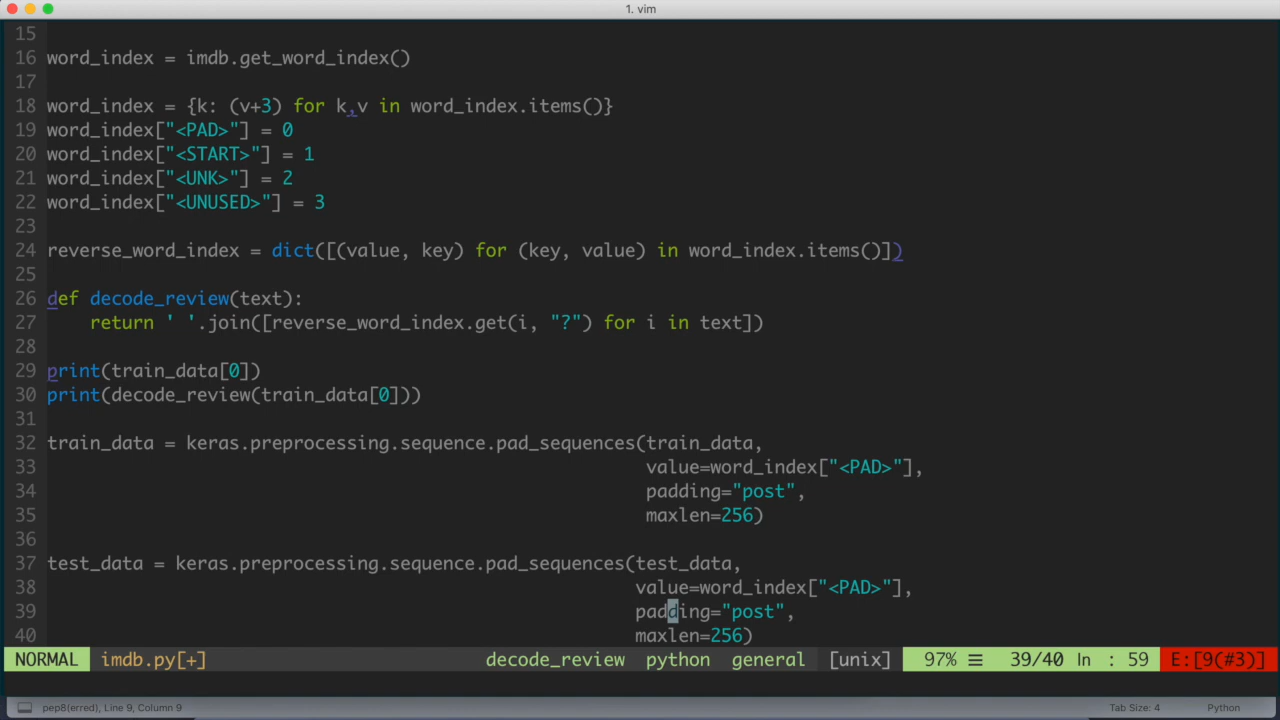 1. vim
15
16 word_index = imdb.get_word_index()
17
18 word_index = {k: (v+3) for k,v in word_index.items()}
19 word_index["<PAD>"] = 0
20 word_index["<START>"] = 1
21 word_index["<UNK>"] = 2
22 word_index["<UNUSED>"] = 3
23
24 reverse_word_index = dict([(value, key) for (key, value) in word_index.items()])
25
26 def decode_review(text):
27     return ' '.join([reverse_word_index.get(i, "?") for i in text])
28
29 print(train_data[0])
30 print(decode_review(train_data[0]))
31
32 train_data = keras.preprocessing.sequence.pad_sequences(train_data,
33                                                         value=word_index["<PAD>"],
34                                                         padding="post",
35                                                         maxlen=256)
36
37 test_data = keras.preprocessing.sequence.pad_sequences(test_data,
38                                                        value=word_index["<PAD>"],
39                                                        padding="post",
40                                                        maxlen=256)
NORMAL imdb.py[+] decode_review python general [unix] 97% ☰ 39/40 ln : 59 E:[9(#3)]
pep8(erred), Line 9, Column 9 Tab Size: 4 Python